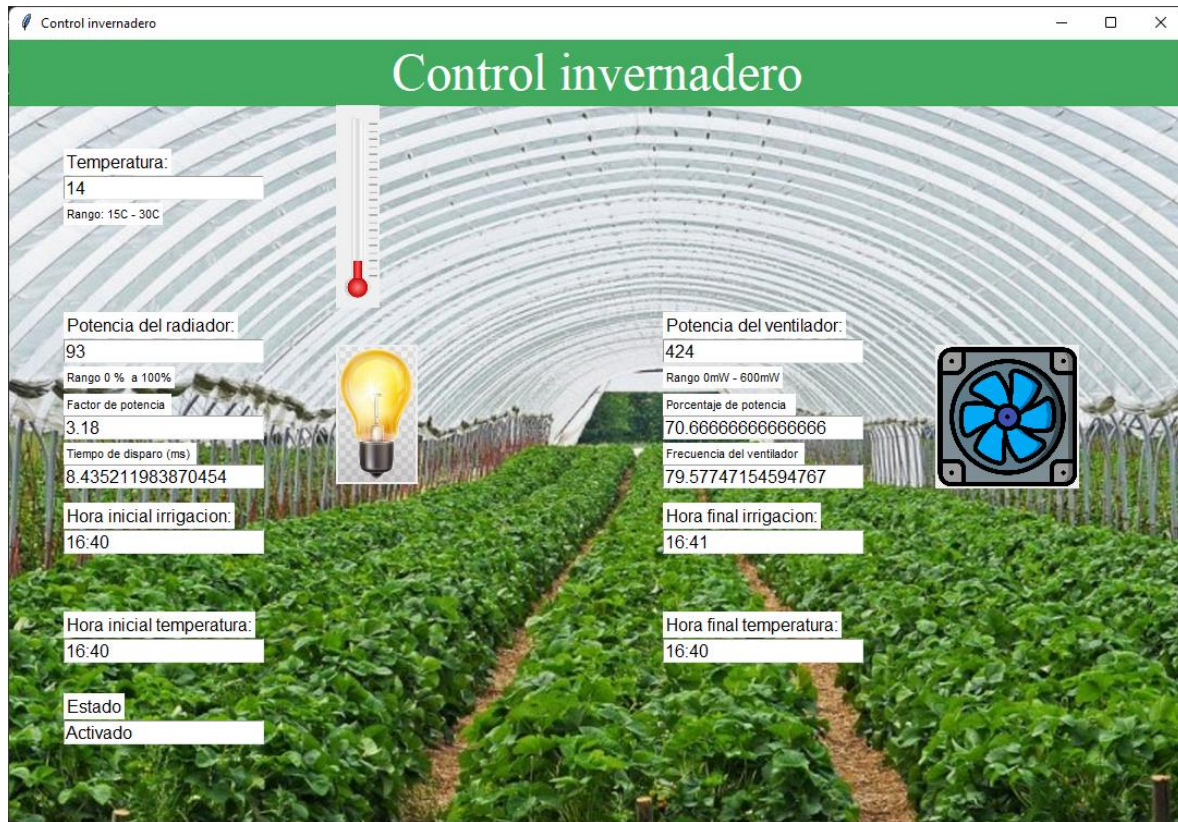 Control invernadero
Control invernadero
Temperatura:
14
Rango: 15C - 30C
Potencia del radiador:
93
Rango 0 % a 100%
Factor de potencia
3.18
Tiempo de disparo (ms)
8.435211983870454
Hora inicial irrigacion:
16:40
Potencia del ventilador:
424
Rango 0mW - 600mW
Porcentaje de potencia
70.66666666666666
Frecuencia del ventilador
79.57747154594767
Hora final irrigacion:
16:41
Hora inicial temperatura:
16:40
Hora final temperatura:
16:40
Estado
Activado